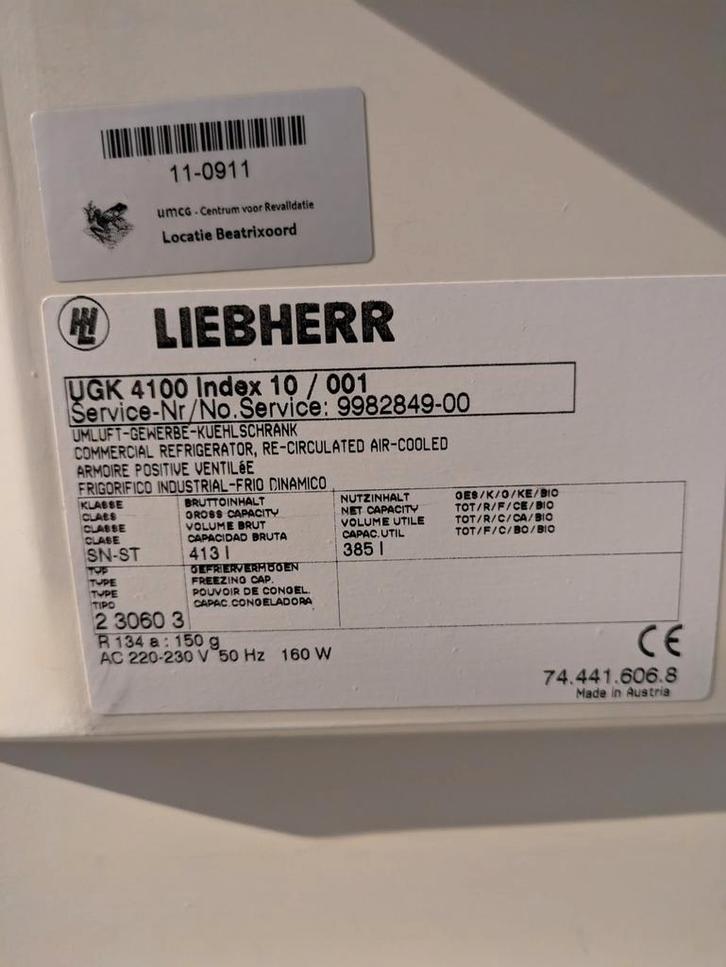 11-0911
umcg - Centrum voor Revalidatie
Locatie Beatrixoord
LIEBHERR
UGK 4100 Index 10 / 001
Service-Nr/No.Service: 9982849-00
UMLUFT-GEWERBE-KUEHLSCHRANK
COMMERCIAL REFRIGERATOR, RE-CIRCULATED AIR-COOLED
ARMOIRE POSITIVE VENTILéE
FRIGORIFICO INDUSTRIAL-FRIO DINAMICO
KLASSE BRUTTOINHALT NUTZINHALT GES/K/G/KE/BIO
CLASS GROSS CAPACITY NET CAPACITY TOT/R/F/CE/BIO
CLASSE VOLUME BRUT VOLUME UTILE TOT/R/C/CA/BIO
CLASE CAPACIDAD BRUTA CAPAC.UTIL TOT/F/C/BO/BIO
SN-ST 413 l 385 l
TYP GEFRIERVERMÖGEN
TYPE FREEZING CAP.
TYPE POUVOIR DE CONGEL.
TIPO CAPAC.CONGELADORA
2 3060 3
R 134 a : 150 g
AC 220-230 V 50 Hz 160 W
CE
74.441.606.8
Made in Austria